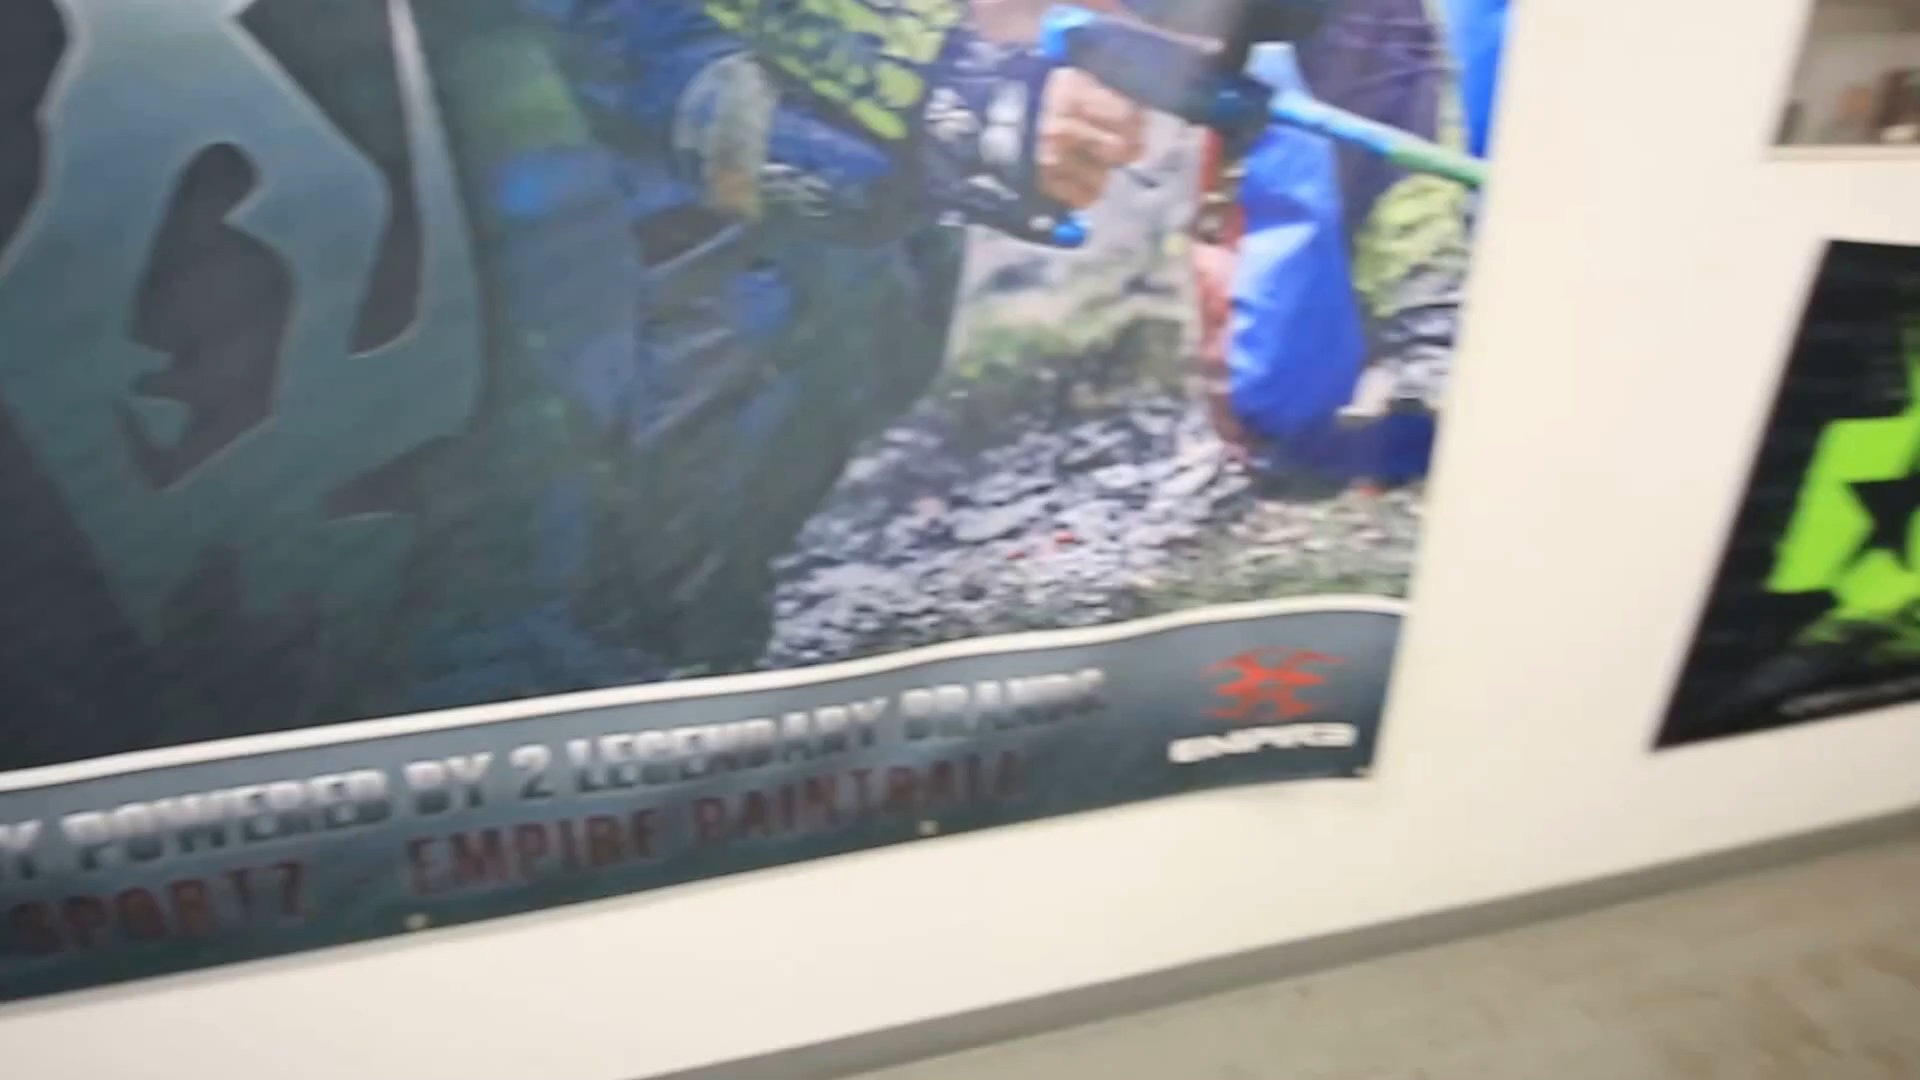 POWERED BY 2 LEGENDARY BRANDS
SPORTZ - EMPIRE PAINTBALL
EMPIRE